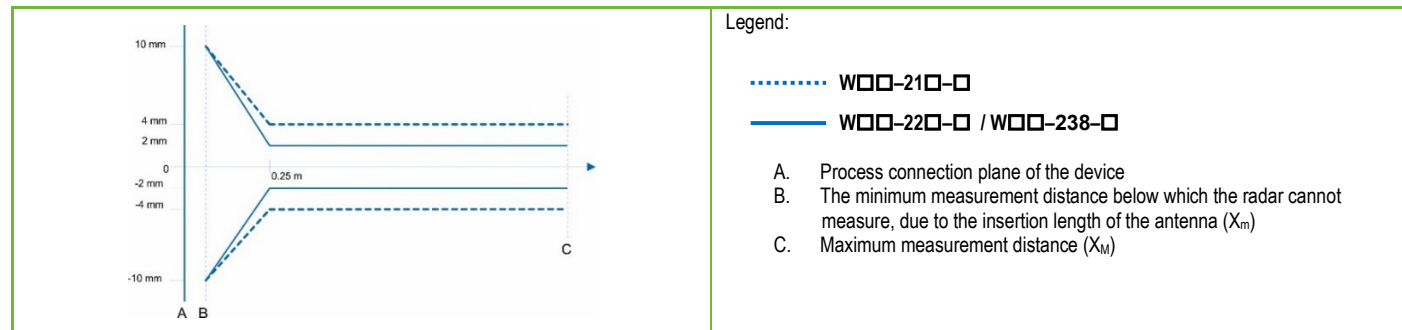 10 mm
4 mm
2 mm
0
0.25 m
-2 mm
-4 mm
C
-10 mm
A B
Legend:
W☐☐–21☐–☐
W☐☐–22☐–☐ / W☐☐–238–☐
A. Process connection plane of the device
B. The minimum measurement distance below which the radar cannot
measure, due to the insertion length of the antenna (Xm)
C. Maximum measurement distance (XM)